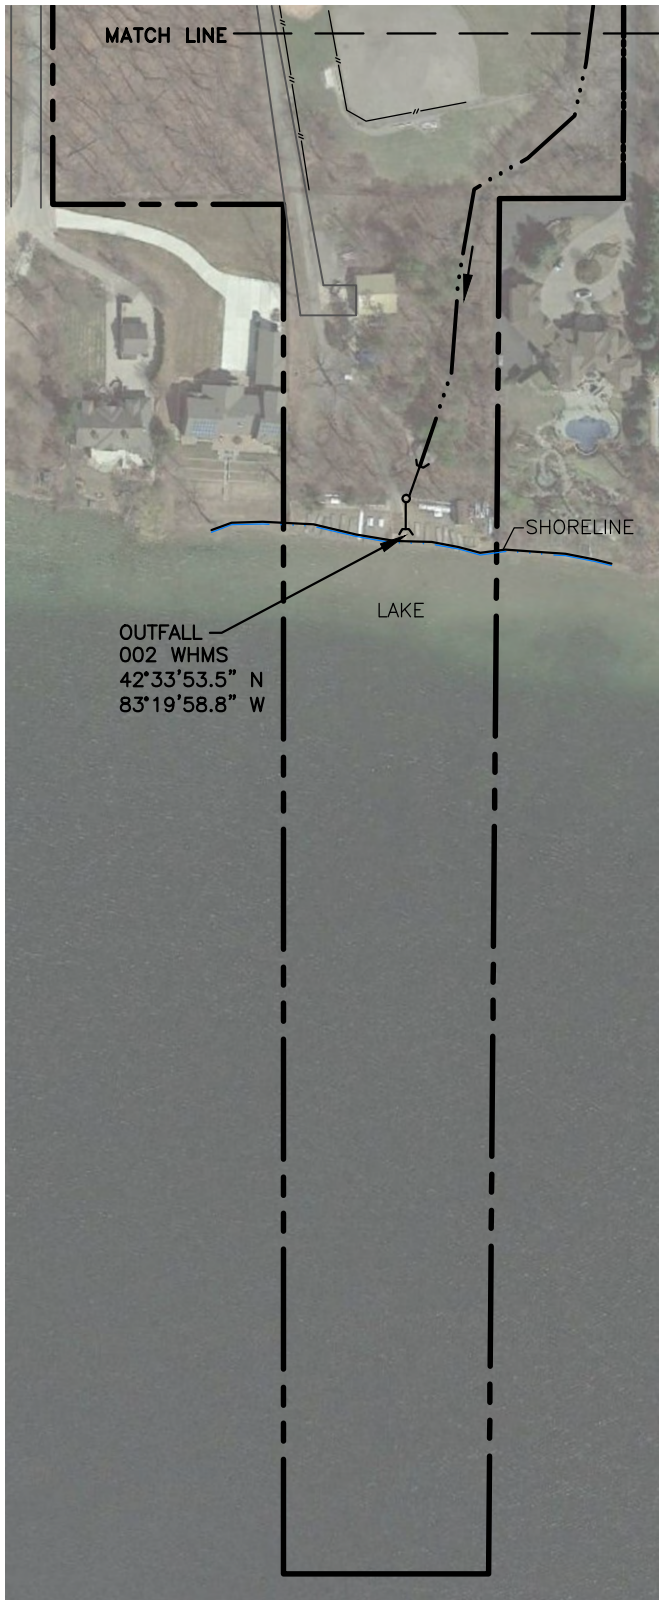 MATCH LINE
SHORELINE
LAKE
OUTFALL
002 WHMS
42°33'53.5" N
83°19'58.8" W